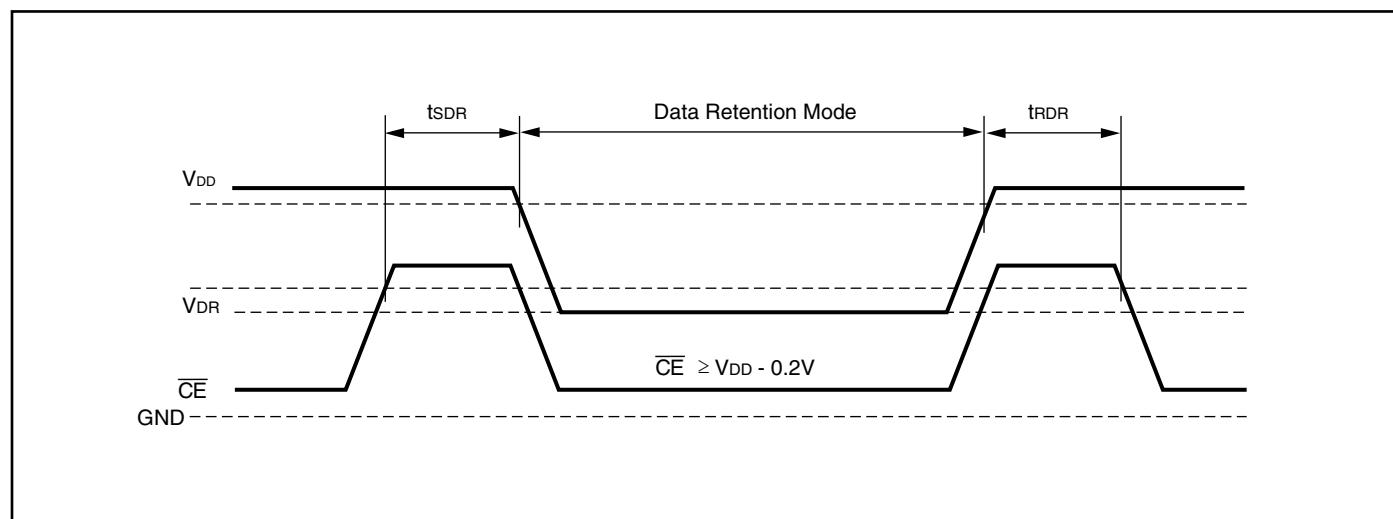 tSDR Data Retention Mode tRDR
VDD
VDR
CE ≥ VDD - 0.2V
CE
GND